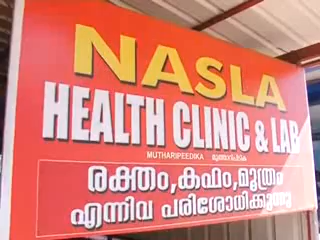 NASLA
HEALTH CLINIC & LAB
MUTHARIPEEDIKA മുത്താറിപീടിക
രക്തം,കഫം,മൂത്രം
എന്നിവ പരിശോധിക്കുന്നു